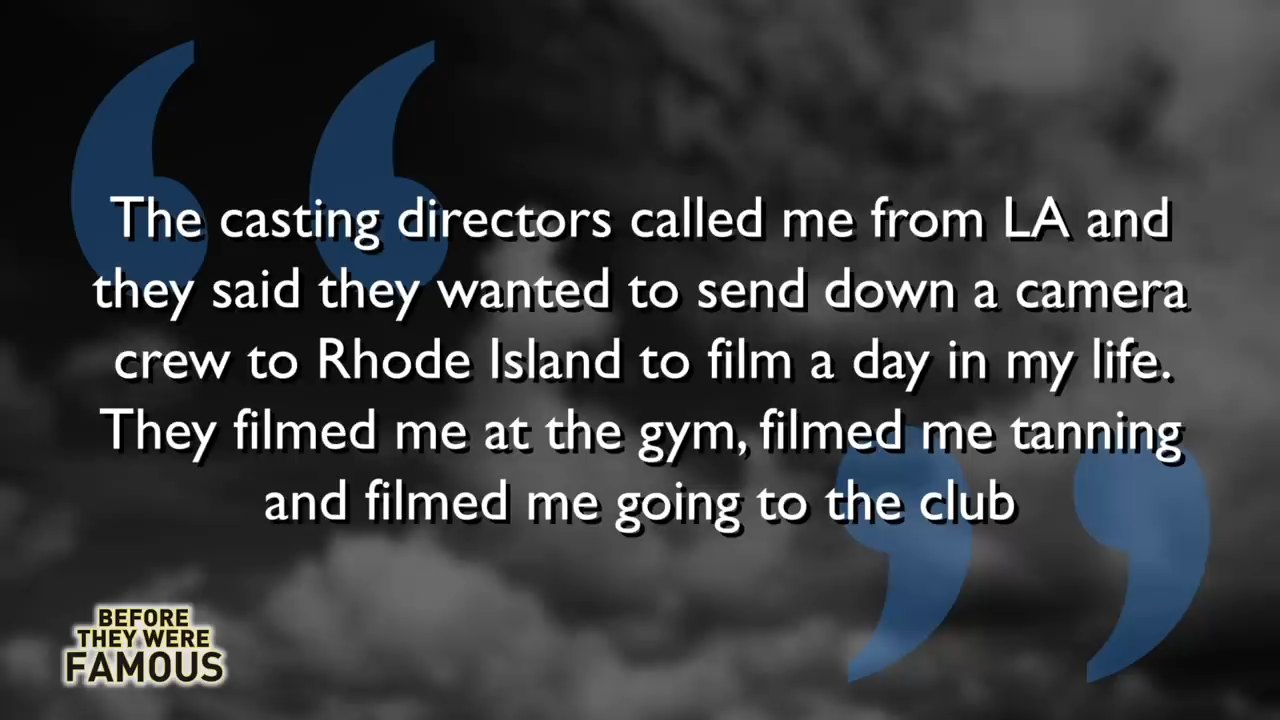 The casting directors called me from LA and
they said they wanted to send down a camera
crew to Rhode Island to film a day in my life.
They filmed me at the gym, filmed me tanning
and filmed me going to the club
BEFORE
THEY WERE
FAMOUS